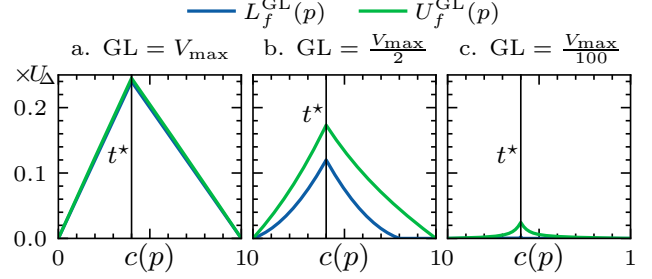 L_f^GL(p) U_f^GL(p)
a. GL = V_max b. GL = V_max/2 c. GL = V_max/100
×U_Δ
0.2
0.1
0.0
t* t* t*
0 c(p) 10 c(p) 10 c(p) 1